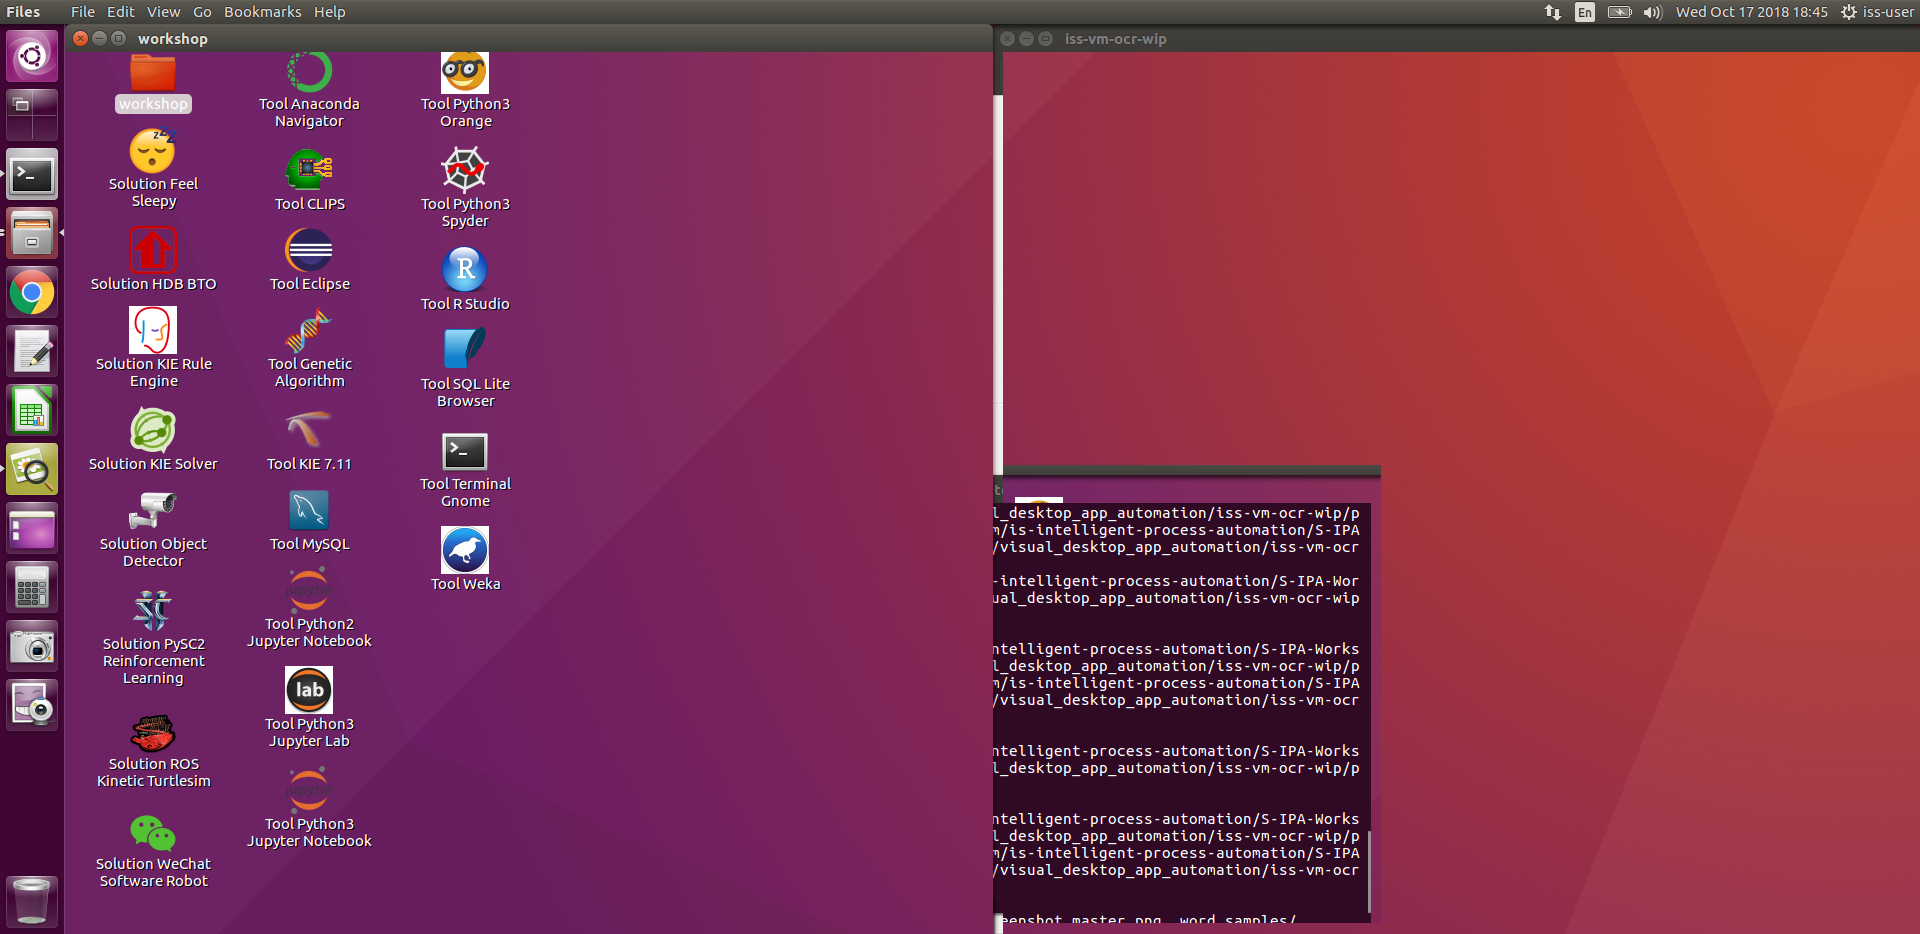 Files
File Edit View Go Bookmarks Help
En
Wed Oct 17 2018 18:45
iss-user
workshop
iss-vm-ocr-wip
workshop
Solution Feel
Sleepy
Solution HDB BTO
Solution KIE Rule
Engine
Solution KIE Solver
Solution Object
Detector
Solution PySC2
Reinforcement
Learning
Solution ROS
Kinetic Turtlesim
Solution WeChat
Software Robot
Tool Anaconda
Navigator
Tool CLIPS
Tool Eclipse
Tool Genetic
Algorithm
Tool KIE 7.11
Tool MySQL
jupyter
Tool Python2
Jupyter Notebook
lab
Tool Python3
Jupyter Lab
jupyter
Tool Python3
Jupyter Notebook
Tool Python3
Orange
Tool Python3
Spyder
R
Tool R Studio
Tool SQL Lite
Browser
>_
Tool Terminal
Gnome
Tool Weka
l_desktop_app_automation/iss-vm-ocr-wip/p
m/is-intelligent-process-automation/S-IPA
/visual_desktop_app_automation/iss-vm-ocr
-intelligent-process-automation/S-IPA-Wor
ual_desktop_app_automation/iss-vm-ocr-wip
ntelligent-process-automation/S-IPA-Works
l_desktop_app_automation/iss-vm-ocr-wip/p
m/is-intelligent-process-automation/S-IPA
/visual_desktop_app_automation/iss-vm-ocr
ntelligent-process-automation/S-IPA-Works
l_desktop_app_automation/iss-vm-ocr-wip/p
ntelligent-process-automation/S-IPA-Works
l_desktop_app_automation/iss-vm-ocr-wip/p
m/is-intelligent-process-automation/S-IPA
/visual_desktop_app_automation/iss-vm-ocr
eenshot_master.png word_samples/